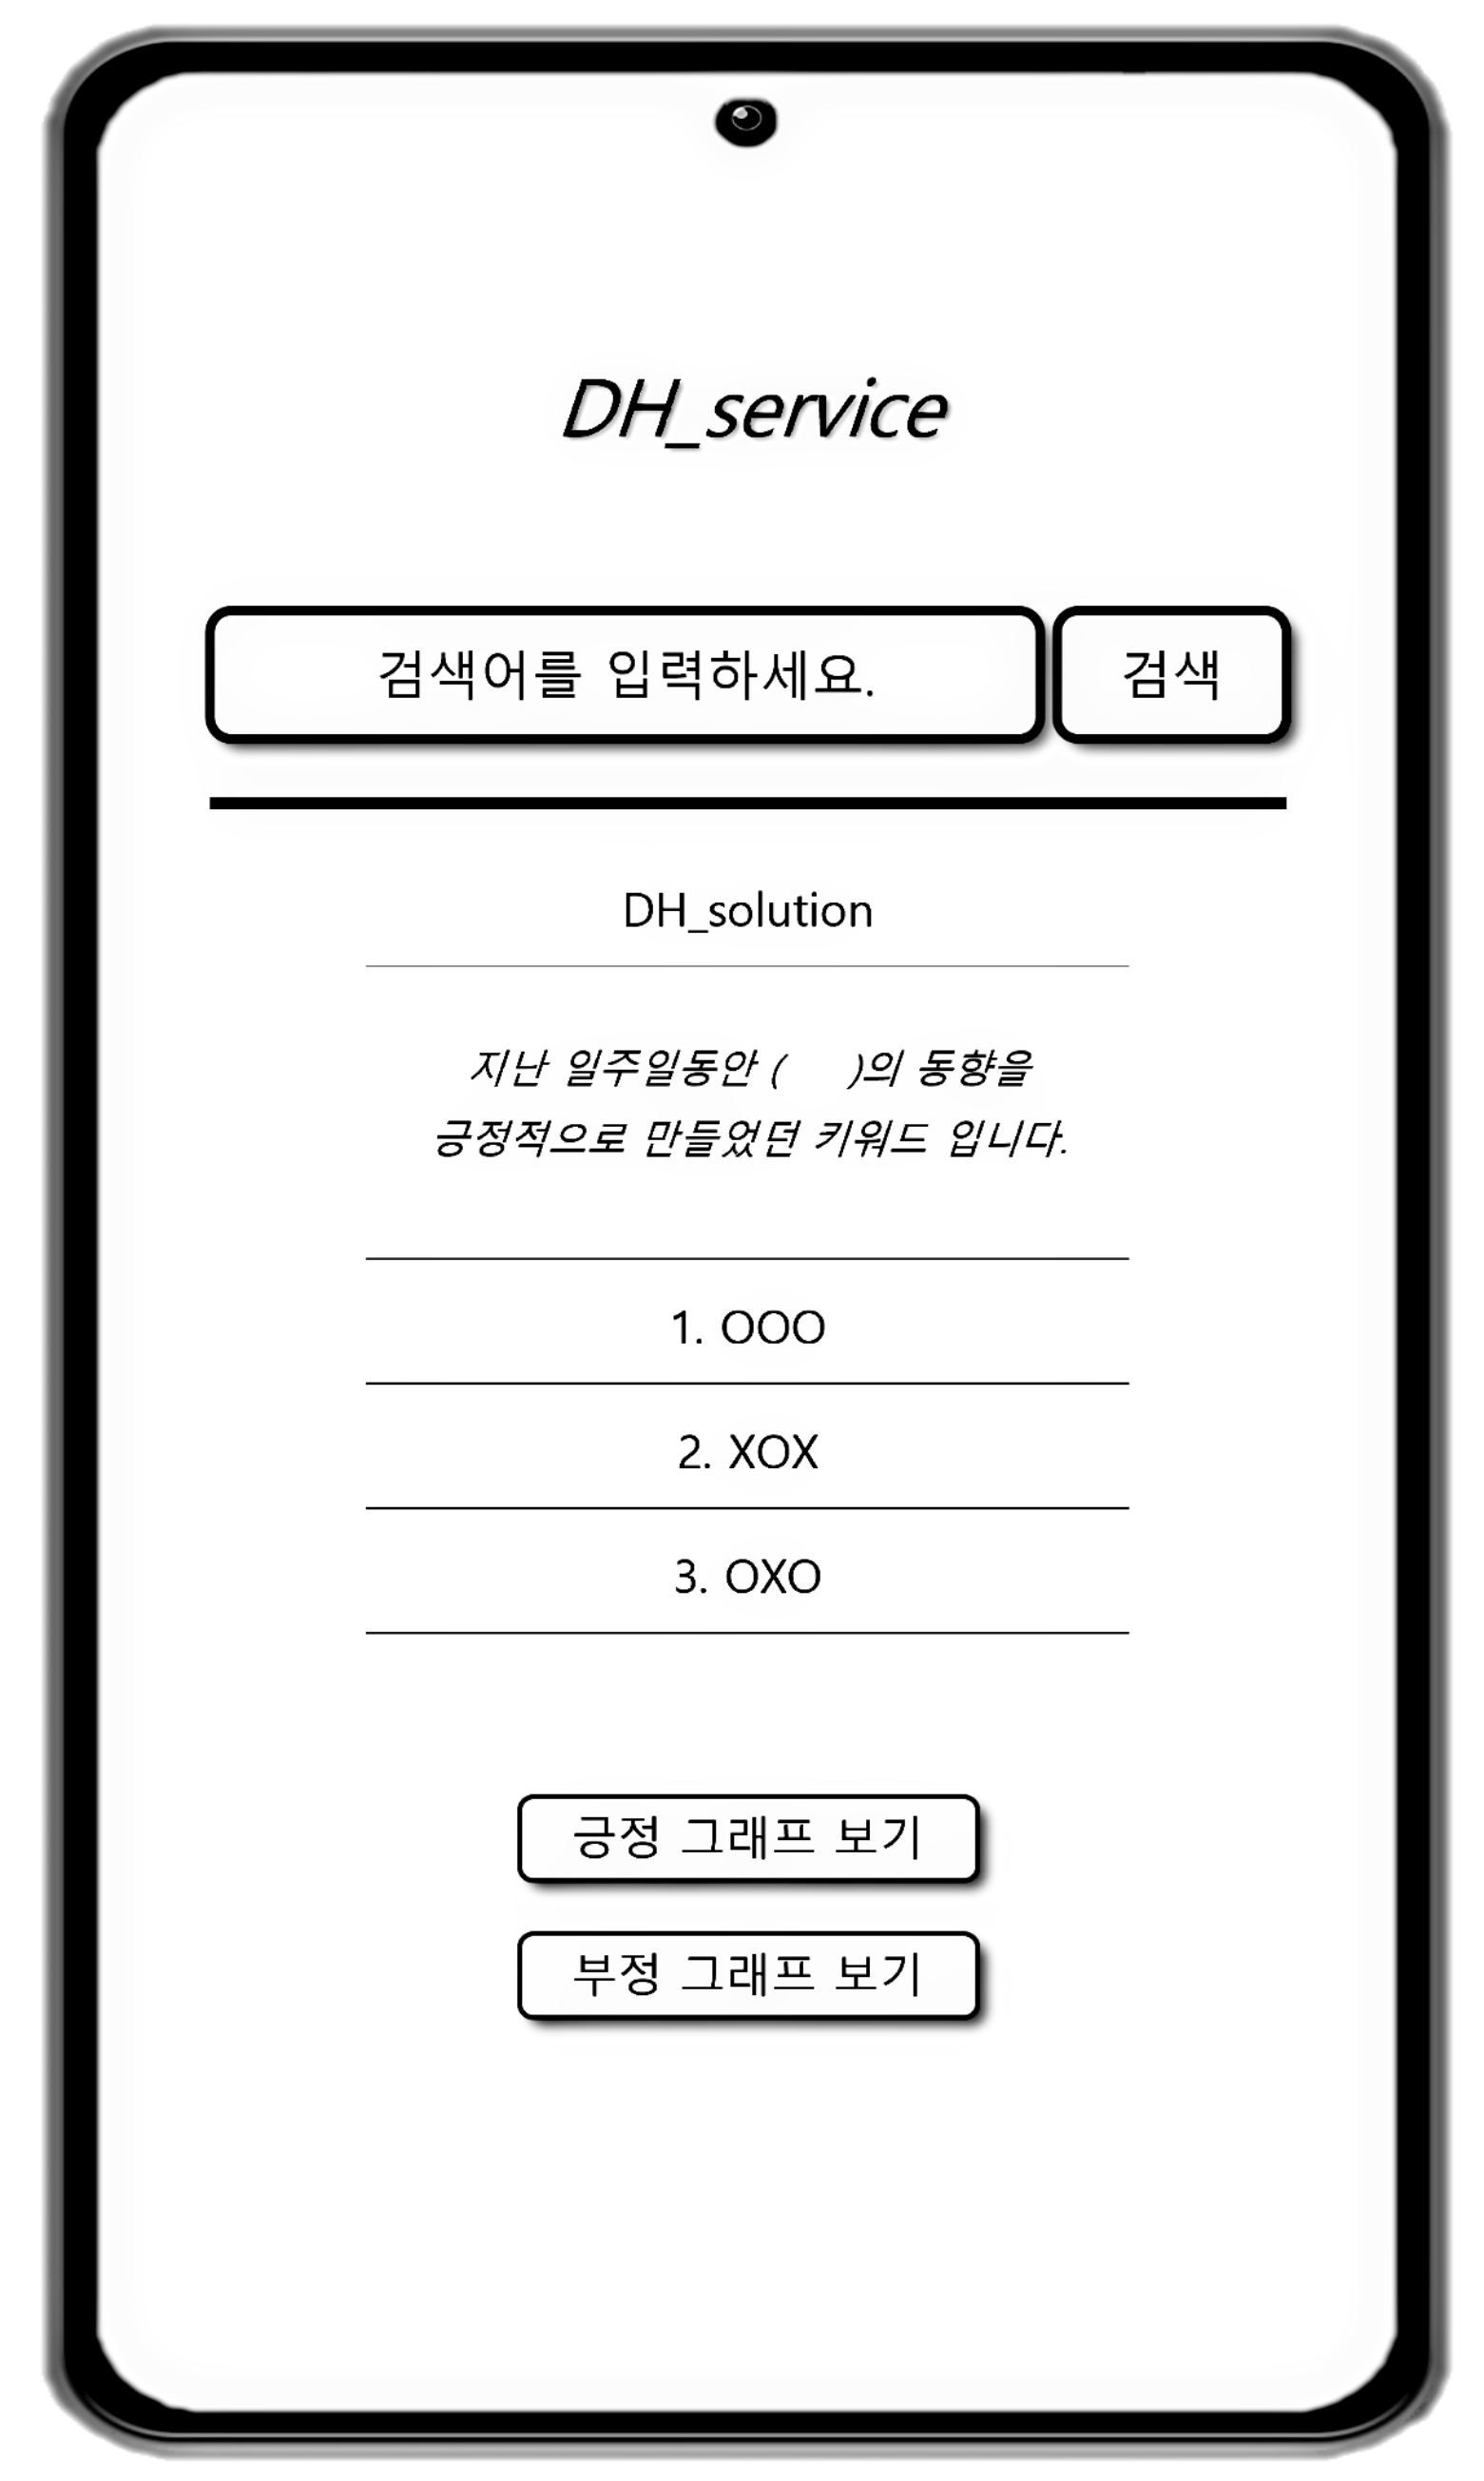 DH_service
검색어를 입력하세요.
검색
DH_solution
지난 일주일동안 (    )의 동향을
긍정적으로 만들었던 키워드 입니다.
1. OOO
2. XOX
3. OXO
긍정 그래프 보기
부정 그래프 보기